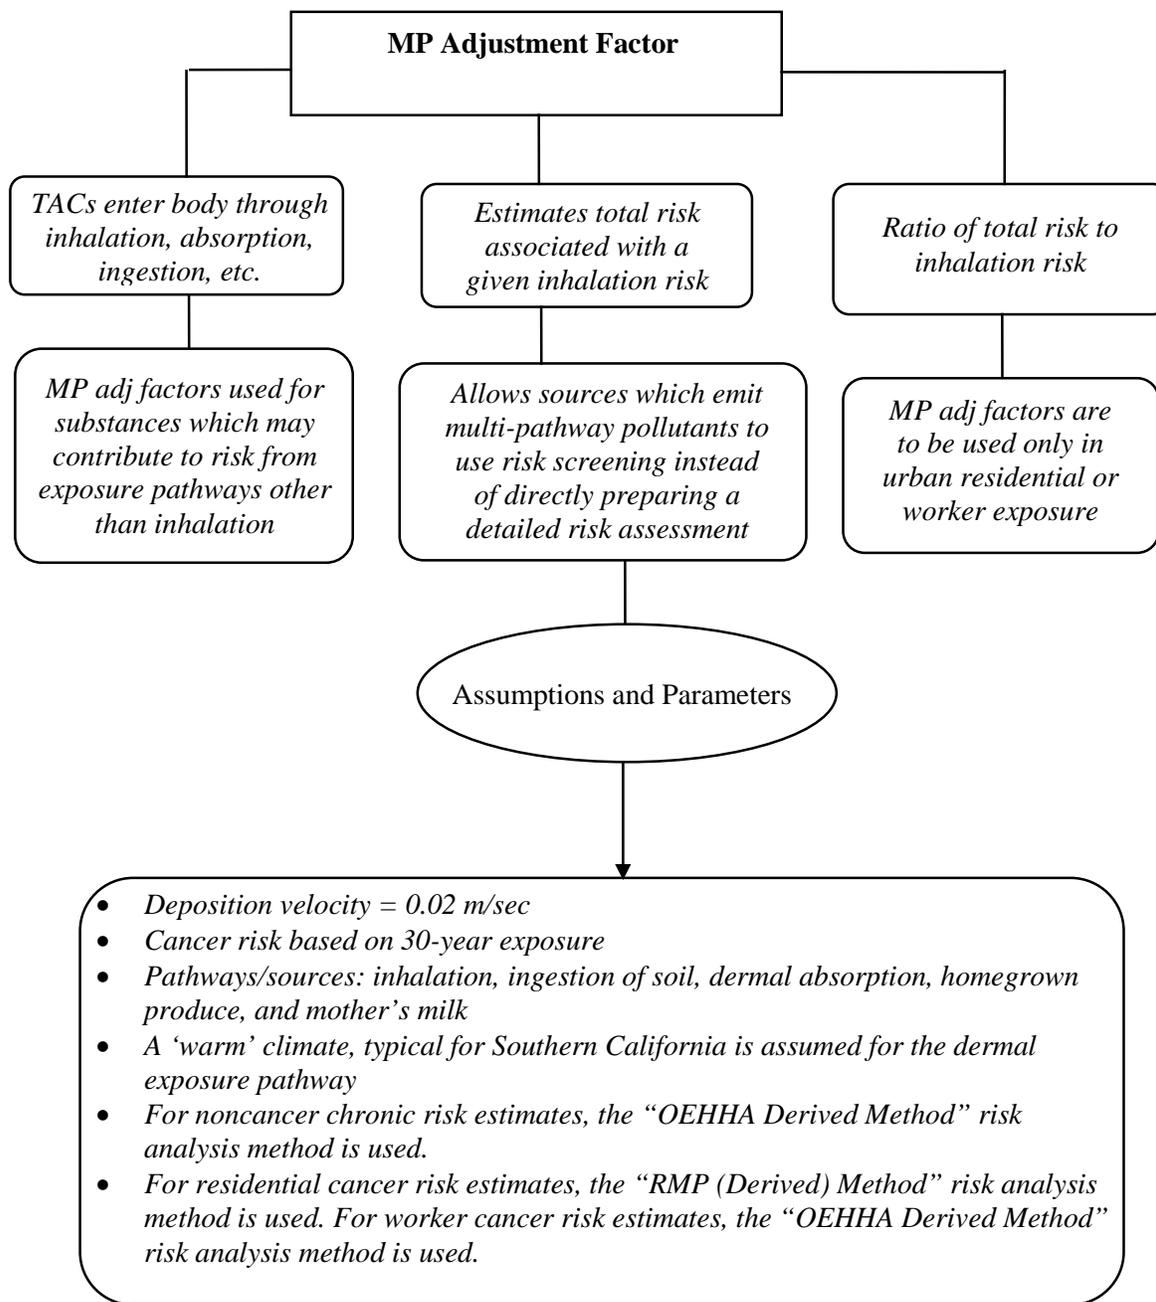 MP Adjustment Factor
TACs enter body through
inhalation, absorption,
ingestion, etc.
Estimates total risk
associated with a
given inhalation risk
Ratio of total risk to
inhalation risk
MP adj factors used for
substances which may
contribute to risk from
exposure pathways other
than inhalation
Allows sources which emit
multi-pathway pollutants to
use risk screening instead
of directly preparing a
detailed risk assessment
MP adj factors are
to be used only in
urban residential or
worker exposure
Assumptions and Parameters
• Deposition velocity = 0.02 m/sec
• Cancer risk based on 30-year exposure
• Pathways/sources: inhalation, ingestion of soil, dermal absorption, homegrown
produce, and mother’s milk
• A ‘warm’ climate, typical for Southern California is assumed for the dermal
exposure pathway
• For noncancer chronic risk estimates, the “OEHHA Derived Method” risk
analysis method is used.
• For residential cancer risk estimates, the “RMP (Derived) Method” risk analysis
method is used. For worker cancer risk estimates, the “OEHHA Derived Method”
risk analysis method is used.